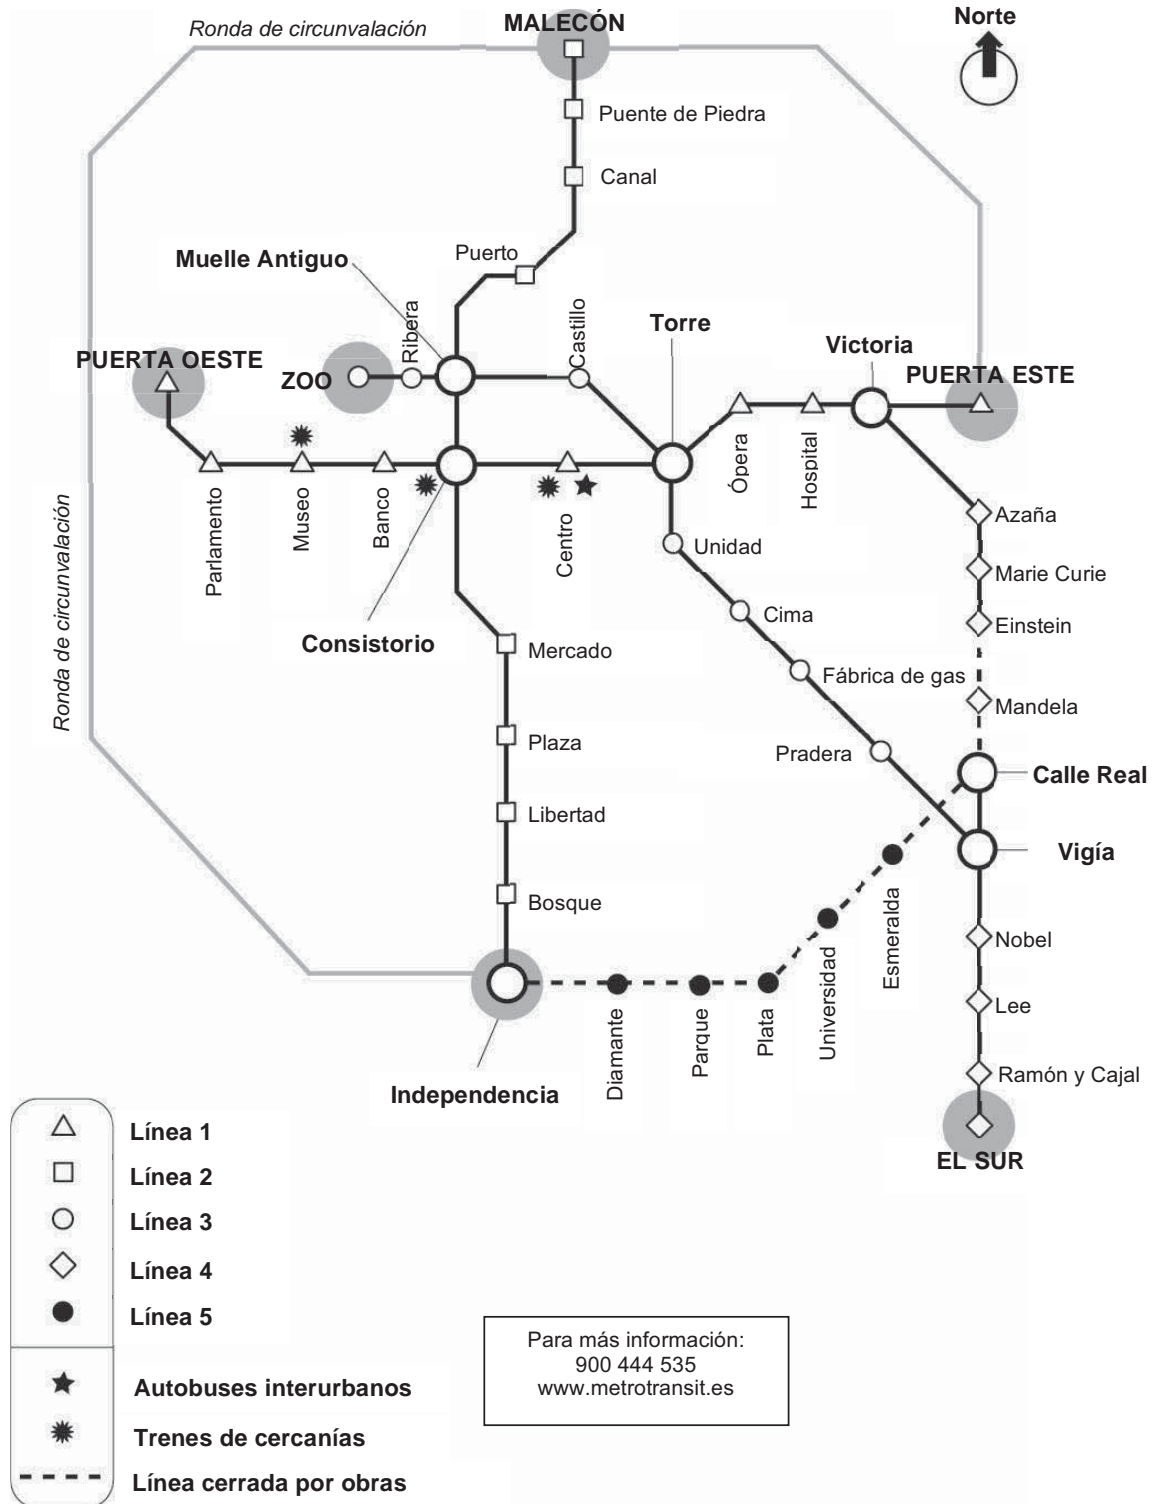 Norte
MALECÓN
Ronda de circunvalación
Puente de Piedra
Canal
Puerto
Muelle Antiguo
Ribera
Castillo
Torre
Victoria
PUERTA OESTE
ZOO
PUERTA ESTE
Parlamento
Museo
Banco
Centro
Ópera
Hospital
Azaña
Unidad
Marie Curie
Cima
Einstein
Consistorio
Mercado
Ronda de circunvalación
Fábrica de gas
Mandela
Plaza
Pradera
Calle Real
Libertad
Vigía
Bosque
Esmeralda
Nobel
Universidad
Lee
Diamante
Parque
Plata
Ramón y Cajal
Independencia
EL SUR
Línea 1
Línea 2
Línea 3
Línea 4
Línea 5
Autobuses interurbanos
Trenes de cercanías
Línea cerrada por obras
Para más información:
900 444 535
www.metrotransit.es